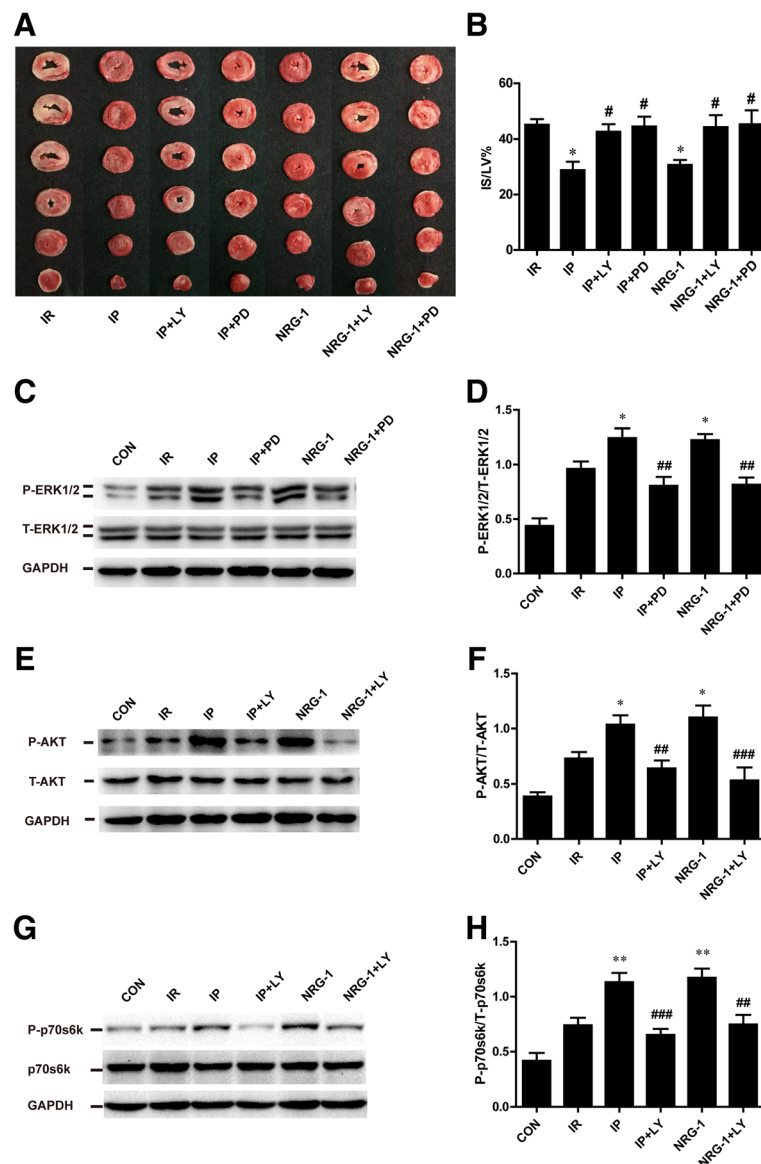 A
IR IP IP+LY IP+PD NRG-1 NRG-1+LY NRG-1+PD
B
IS/LV%
60
40
20
0
* # # * # #
IR IP IP+LY IP+PD NRG-1 NRG-1+LY NRG-1+PD
C
CON IR IP IP+PD NRG-1 NRG-1+PD
P-ERK1/2
T-ERK1/2
GAPDH
D
P-ERK1/2/T-ERK1/2
1.5
1.0
0.5
0.0
* ## * ##
CON IR IP IP+PD NRG-1 NRG-1+PD
E
CON IR IP IP+LY NRG-1 NRG-1+LY
P-AKT
T-AKT
GAPDH
F
P-AKT/T-AKT
1.5
1.0
0.5
0.0
* ## * ###
CON IR IP IP+LY NRG-1 NRG-1+LY
G
CON IR IP IP+LY NRG-1 NRG-1+LY
P-p70s6k
p70s6k
GAPDH
H
P-p70s6k/T-p70s6k
1.5
1.0
0.5
0.0
** ### ** ##
CON IR IP IP+LY NRG-1 NRG-1+LY